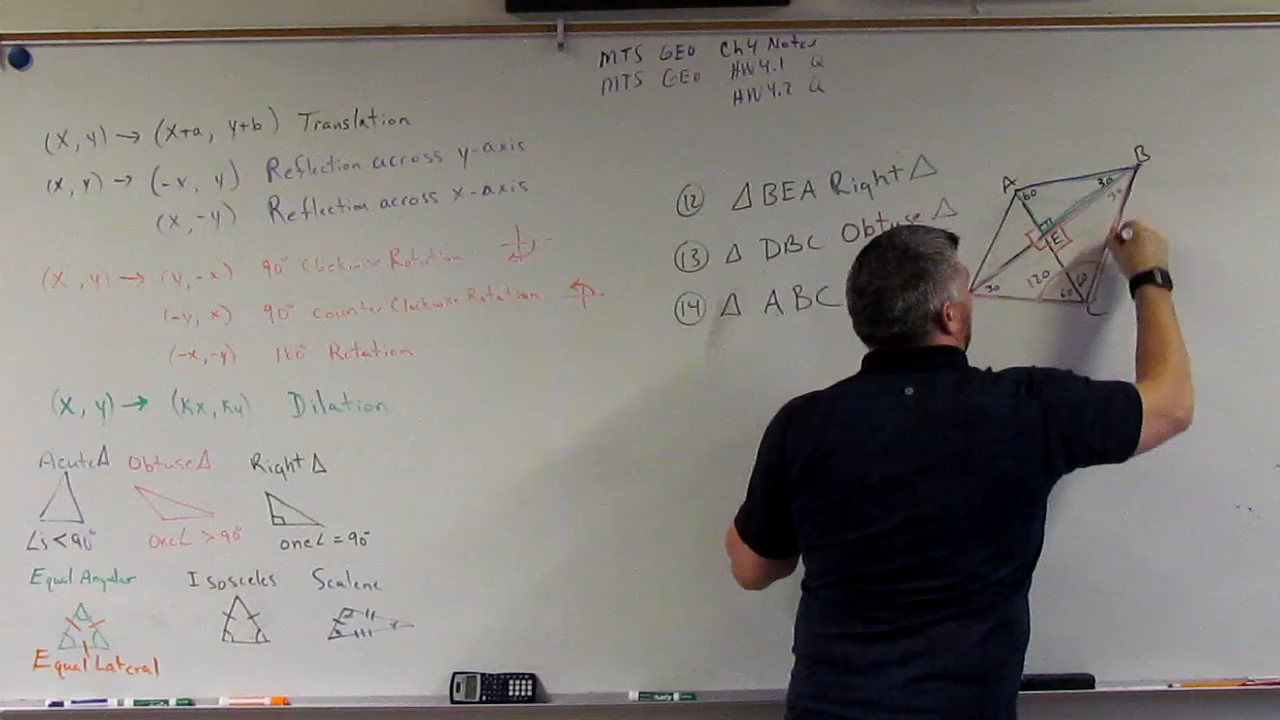 MTS GEO Ch4 Notes
MTS GEO HW4.1 Q
HW4.2 Q
(x, y) → (x+a, y+b) Translation
(x, y) → (-x, y) Reflection across y-axis
(x, -y) Reflection across x-axis
(x, y) → (y, -x) 90° Clockwise Rotation
(-y, x) 90° counter Clockwise Rotation
(-x, -y) 180° Rotation
(x, y) → (Kx, Ky) Dilation
Acute Δ Obtuse Δ Right Δ
∠'s < 90° one ∠ > 90° one ∠ = 90°
Equal Angular Isosceles Scalene
Equal Lateral
⑫ Δ BEA Right Δ
⑬ Δ DBC Obtuse Δ
⑭ Δ ABC
B
A
60
30
30
E
120
60
30
60
C